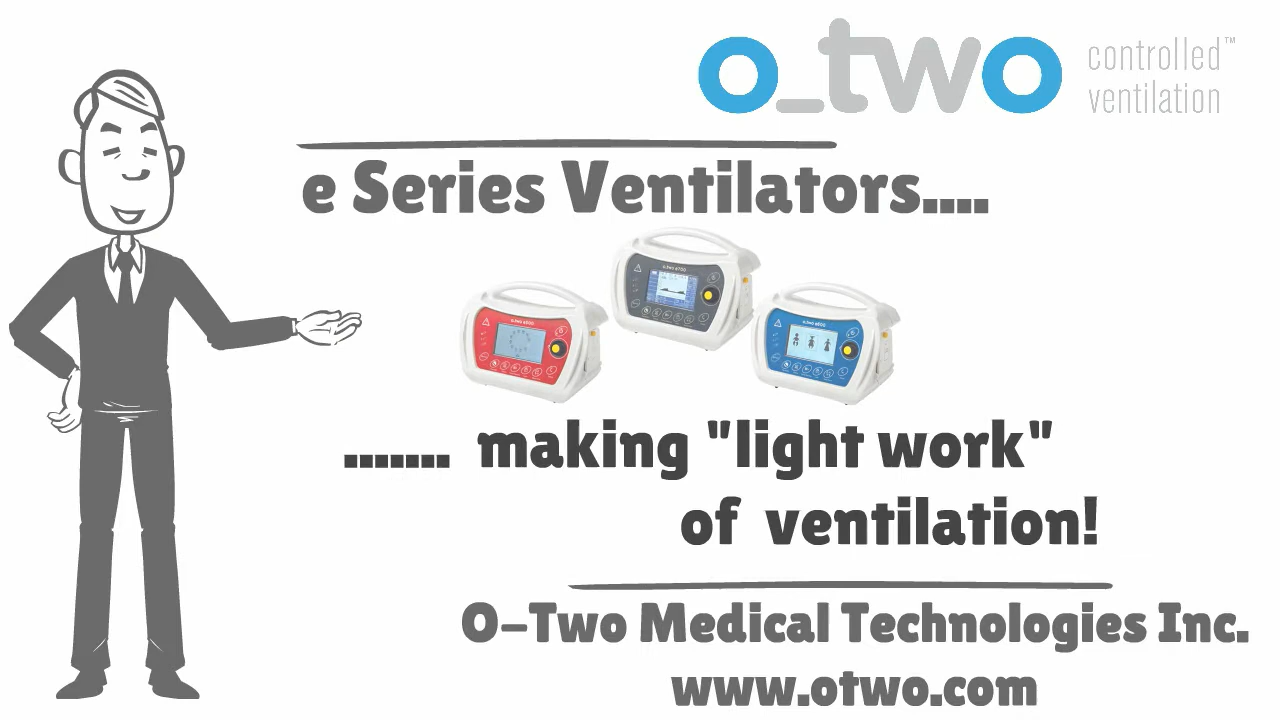 o_two controlled™
ventilation
e Series Ventilators....
....... making "light work"
of ventilation!
O-Two Medical Technologies Inc.
www.otwo.com